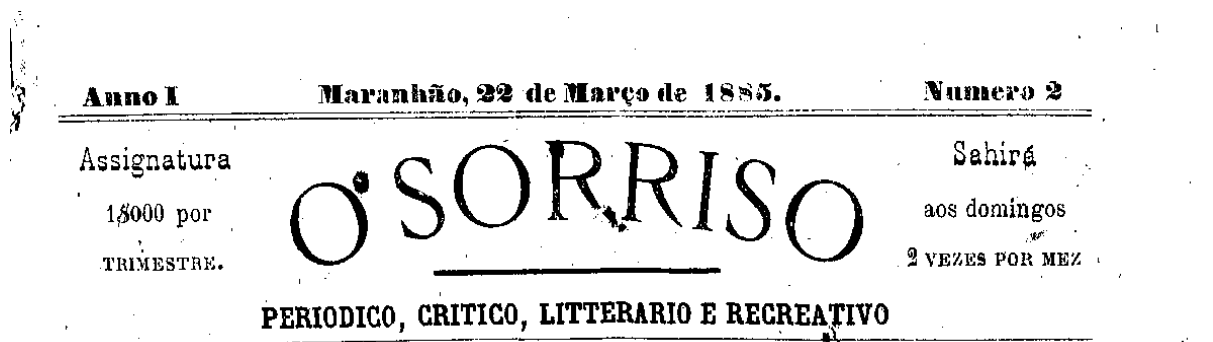 Anno I Maranhão, 22 de Março de 1885. Numero 2
Assignatura
1$000 por
TRIMESTRE.
O SORRISO
Sahirá
aos domingos
2 VEZES POR MEZ
PERIODICO, CRITICO, LITTERARIO E RECREATIVO